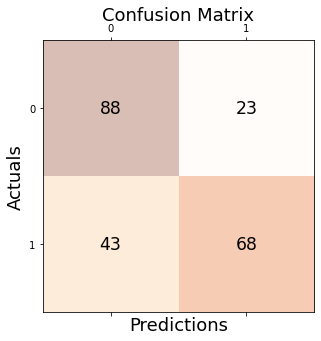 Confusion Matrix
0 1
0 88 23
Actuals
1 43 68
Predictions